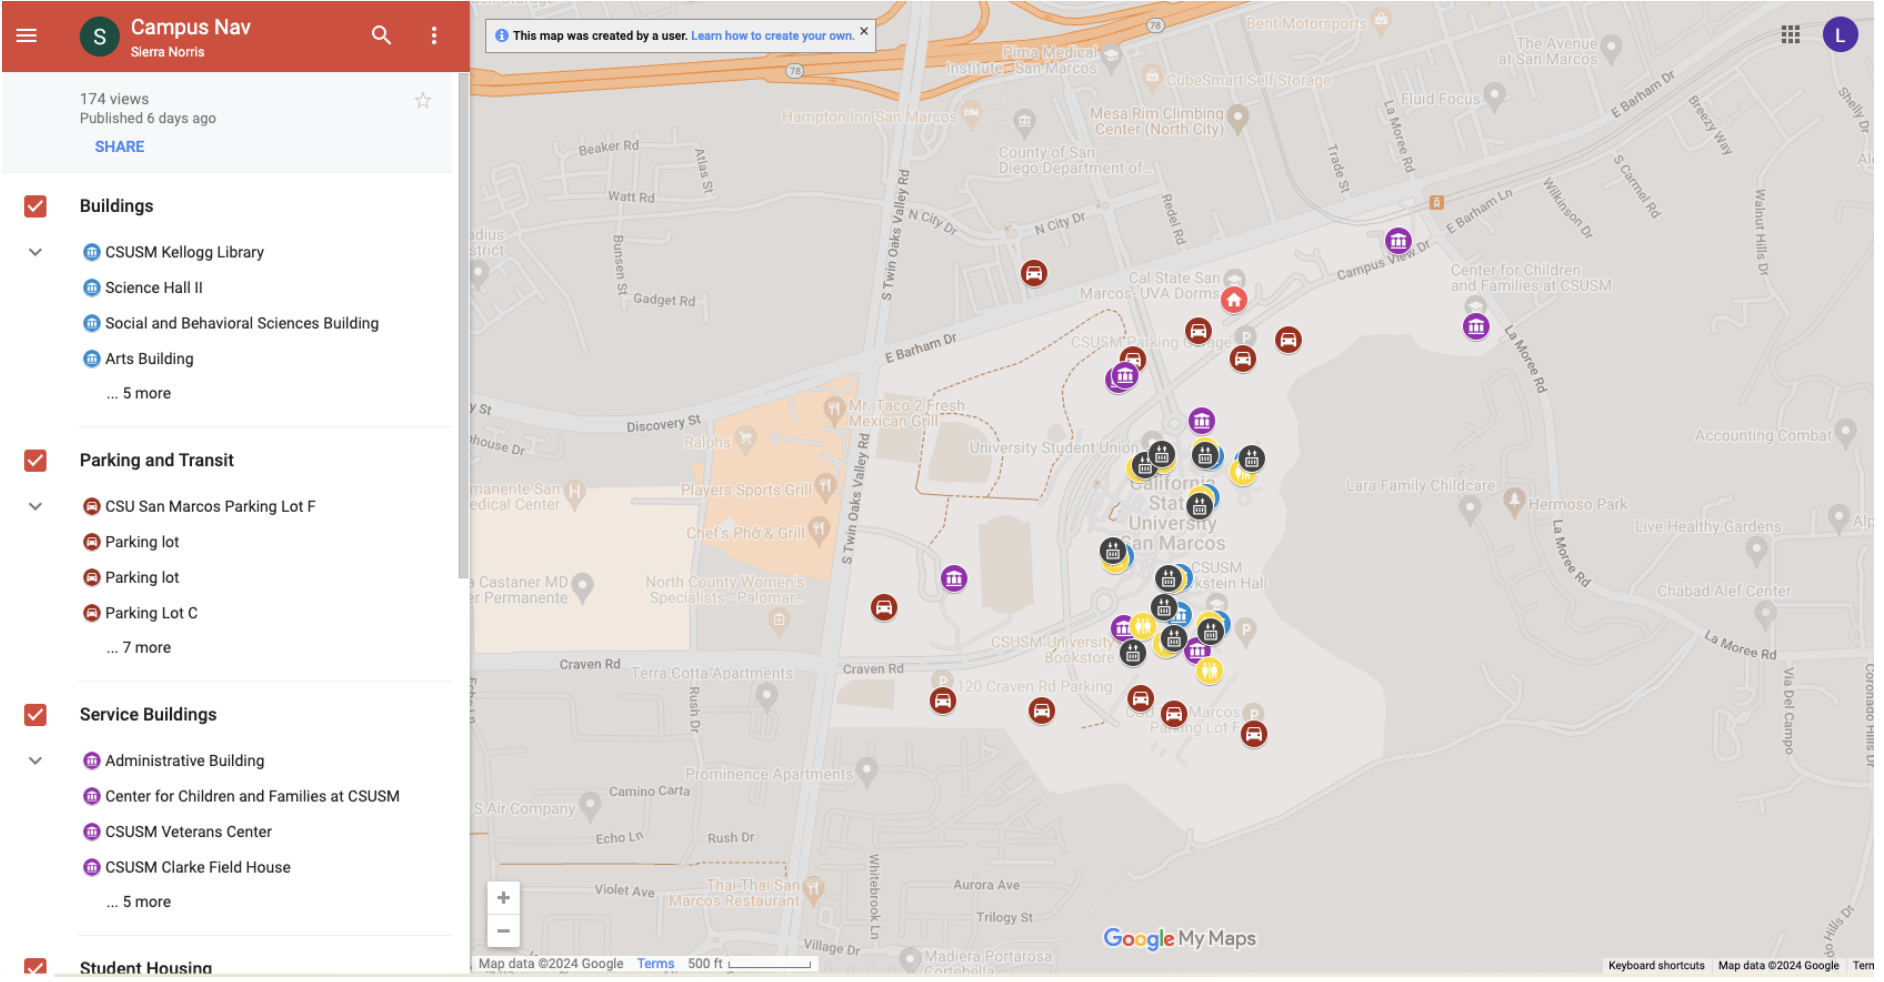 Campus Nav
Sierra Norris
S
This map was created by a user. Learn how to create your own.
L
174 views
Published 6 days ago
SHARE
Buildings
CSUSM Kellogg Library
Science Hall II
Social and Behavioral Sciences Building
Arts Building
... 5 more
Parking and Transit
CSU San Marcos Parking Lot F
Parking lot
Parking lot
Parking Lot C
... 7 more
Service Buildings
Administrative Building
Center for Children and Families at CSUSM
CSUSM Veterans Center
CSUSM Clarke Field House
... 5 more
Student Housing
78
78
Bent Motorsports
The Avenue
at San Marcos
Pima Medical
Institute - San Marcos
CubeSmart Self Storage
Fluid Focus
E Barham Dr
Breezy Way
Shelly Dr
Hampton Inn San Marcos
Mesa Rim Climbing
Center (North City)
La Moree Rd
County of San
Diego Department of...
Beaker Rd
Atlas St
Trade St
Watt Rd
S Twin Oaks Valley Rd
N City Dr
N City Dr
Redel Rd
E Barham Ln
Wilkinson Dr
S Carmel Rd
Walnut Hills Dr
Bunsen St
Gadget Rd
Campus View Dr
Cal State San
Marcos- UVA Dorms
Center for Children
and Families at CSUSM
E Barham Dr
CSUSM Parking Garage
La Moree Rd
Discovery St
Mr. Taco 2 Fresh
Mexican Grill
Ralphs
University Student Union
Accounting Combat
Players Sports Grill
California
State
University
San Marcos
Lara Family Childcare
Hermoso Park
Chef's Phở & Grill
S Twin Oaks Valley Rd
La Moree Rd
Live Healthy Gardens
North County Women's
Specialists - Palomar...
CSUSM
Chabad Alef Center
CSUSM University
Bookstore
La Moree Rd
Craven Rd
Craven Rd
Terra Cotta Apartments
120 Craven Rd Parking
Rush Dr
Via Del Campo
Coronado Hills Dr
Parking Lot F
Prominence Apartments
Camino Carta
S Air Company
Echo Ln
Rush Dr
Violet Ave
Thai Thai San
Marcos Restaurant
Whitebrook Ln
Aurora Ave
Trilogy St
Village Dr
Madiera Portarosa
Google My Maps
Map data ©2024 Google
Terms
500 ft
Keyboard shortcuts
Map data ©2024 Google